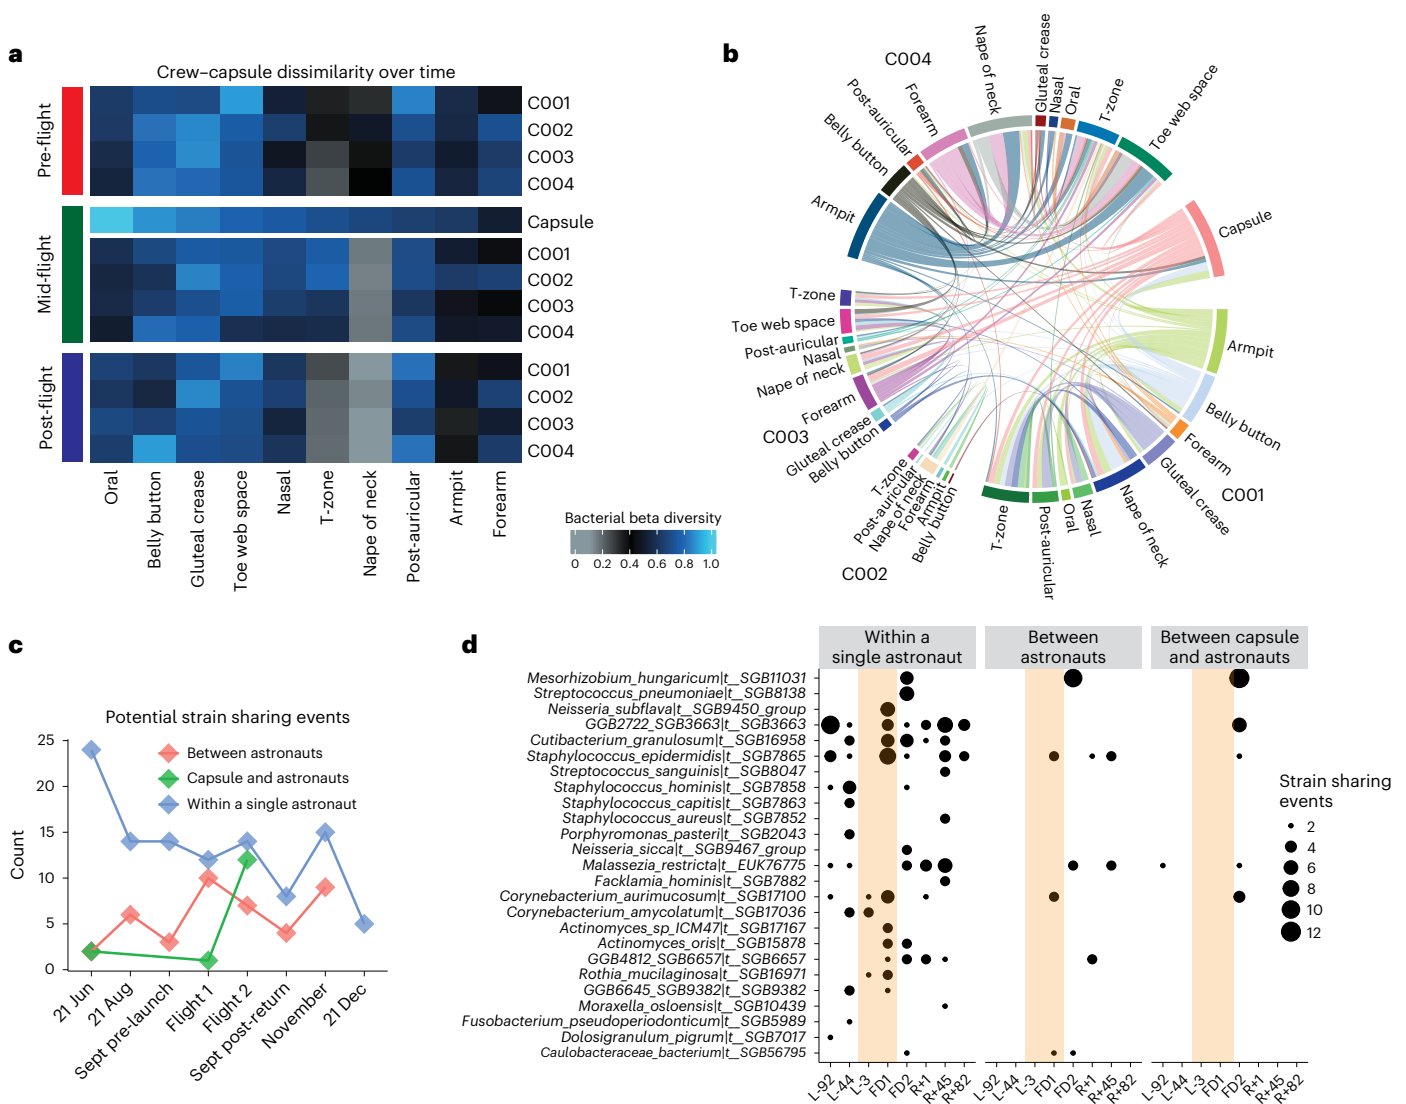 a
Crew–capsule dissimilarity over time
Pre-flight
C001
C002
C003
C004
Mid-flight
Capsule
C001
C002
C003
C004
Post-flight
C001
C002
C003
C004
Oral
Belly button
Gluteal crease
Toe web space
Nasal
T-zone
Nape of neck
Post-auricular
Armpit
Forearm
Bacterial beta diversity
0 0.2 0.4 0.6 0.8 1.0
b
C004
Armpit
Belly button
Post-auricular
Forearm
Nape of neck
Gluteal crease
Nasal
Oral
T-zone
Toe web space
Capsule
Armpit
Belly button
Forearm
Gluteal crease
C001
Nape of neck
Nasal
Oral
Post-auricular
T-zone
Belly button
Armpit
Forearm
Nape of neck
Post-auricular
T-zone
C002
Belly button
Gluteal crease
C003
Forearm
Nape of neck
Nasal
Post-auricular
Toe web space
T-zone
c
Potential strain sharing events
Between astronauts
Capsule and astronauts
Within a single astronaut
Count
25
20
15
10
5
0
21 Jun
21 Aug
Sept pre-launch
Flight 1
Flight 2
Sept post-return
November
21 Dec
d
Within a
single astronaut
Between
astronauts
Between capsule
and astronauts
Mesorhizobium_hungaricum|t__SGB11031
Streptococcus_pneumoniae|t__SGB8138
Neisseria_subflava|t__SGB9450_group
GGB2722_SGB3663|t__SGB3663
Cutibacterium_granulosum|t__SGB16958
Staphylococcus_epidermidis|t__SGB7865
Streptococcus_sanguinis|t__SGB8047
Staphylococcus_hominis|t__SGB7858
Staphylococcus_capitis|t__SGB7863
Staphylococcus_aureus|t__SGB7852
Porphyromonas_pasteri|t__SGB2043
Neisseria_sicca|t__SGB9467_group
Malassezia_restricta|t__EUK76775
Facklamia_hominis|t__SGB7882
Corynebacterium_aurimucosum|t__SGB17100
Corynebacterium_amycolatum|t__SGB17036
Actinomyces_sp_ICM47|t__SGB17167
Actinomyces_oris|t__SGB15878
GGB4812_SGB6657|t__SGB6657
Rothia_mucilaginosa|t__SGB16971
GGB6645_SGB9382|t__SGB9382
Moraxella_osloensis|t__SGB10439
Fusobacterium_pseudoperiodonticum|t__SGB5989
Dolosigranulum_pigrum|t__SGB7017
Caulobacteraceae_bacterium|t__SGB56795
L-92 L-44 L-3 FD1 FD2 R+1 R+45 R+82
L-92 L-44 L-3 FD1 FD2 R+1 R+45 R+82
L-92 L-44 L-3 FD1 FD2 R+1 R+45 R+82
Strain sharing
events
2
4
6
8
10
12